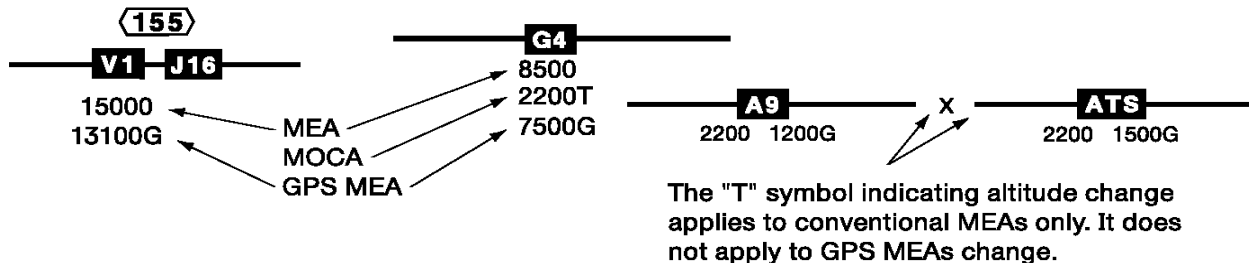 155
V1 J16
15000
13100G
MEA
MOCA
GPS MEA
G4
8500
2200T
7500G
A9
2200 1200G
X
ATS
2200 1500G
The "T" symbol indicating altitude change
applies to conventional MEAs only. It does
not apply to GPS MEAs change.